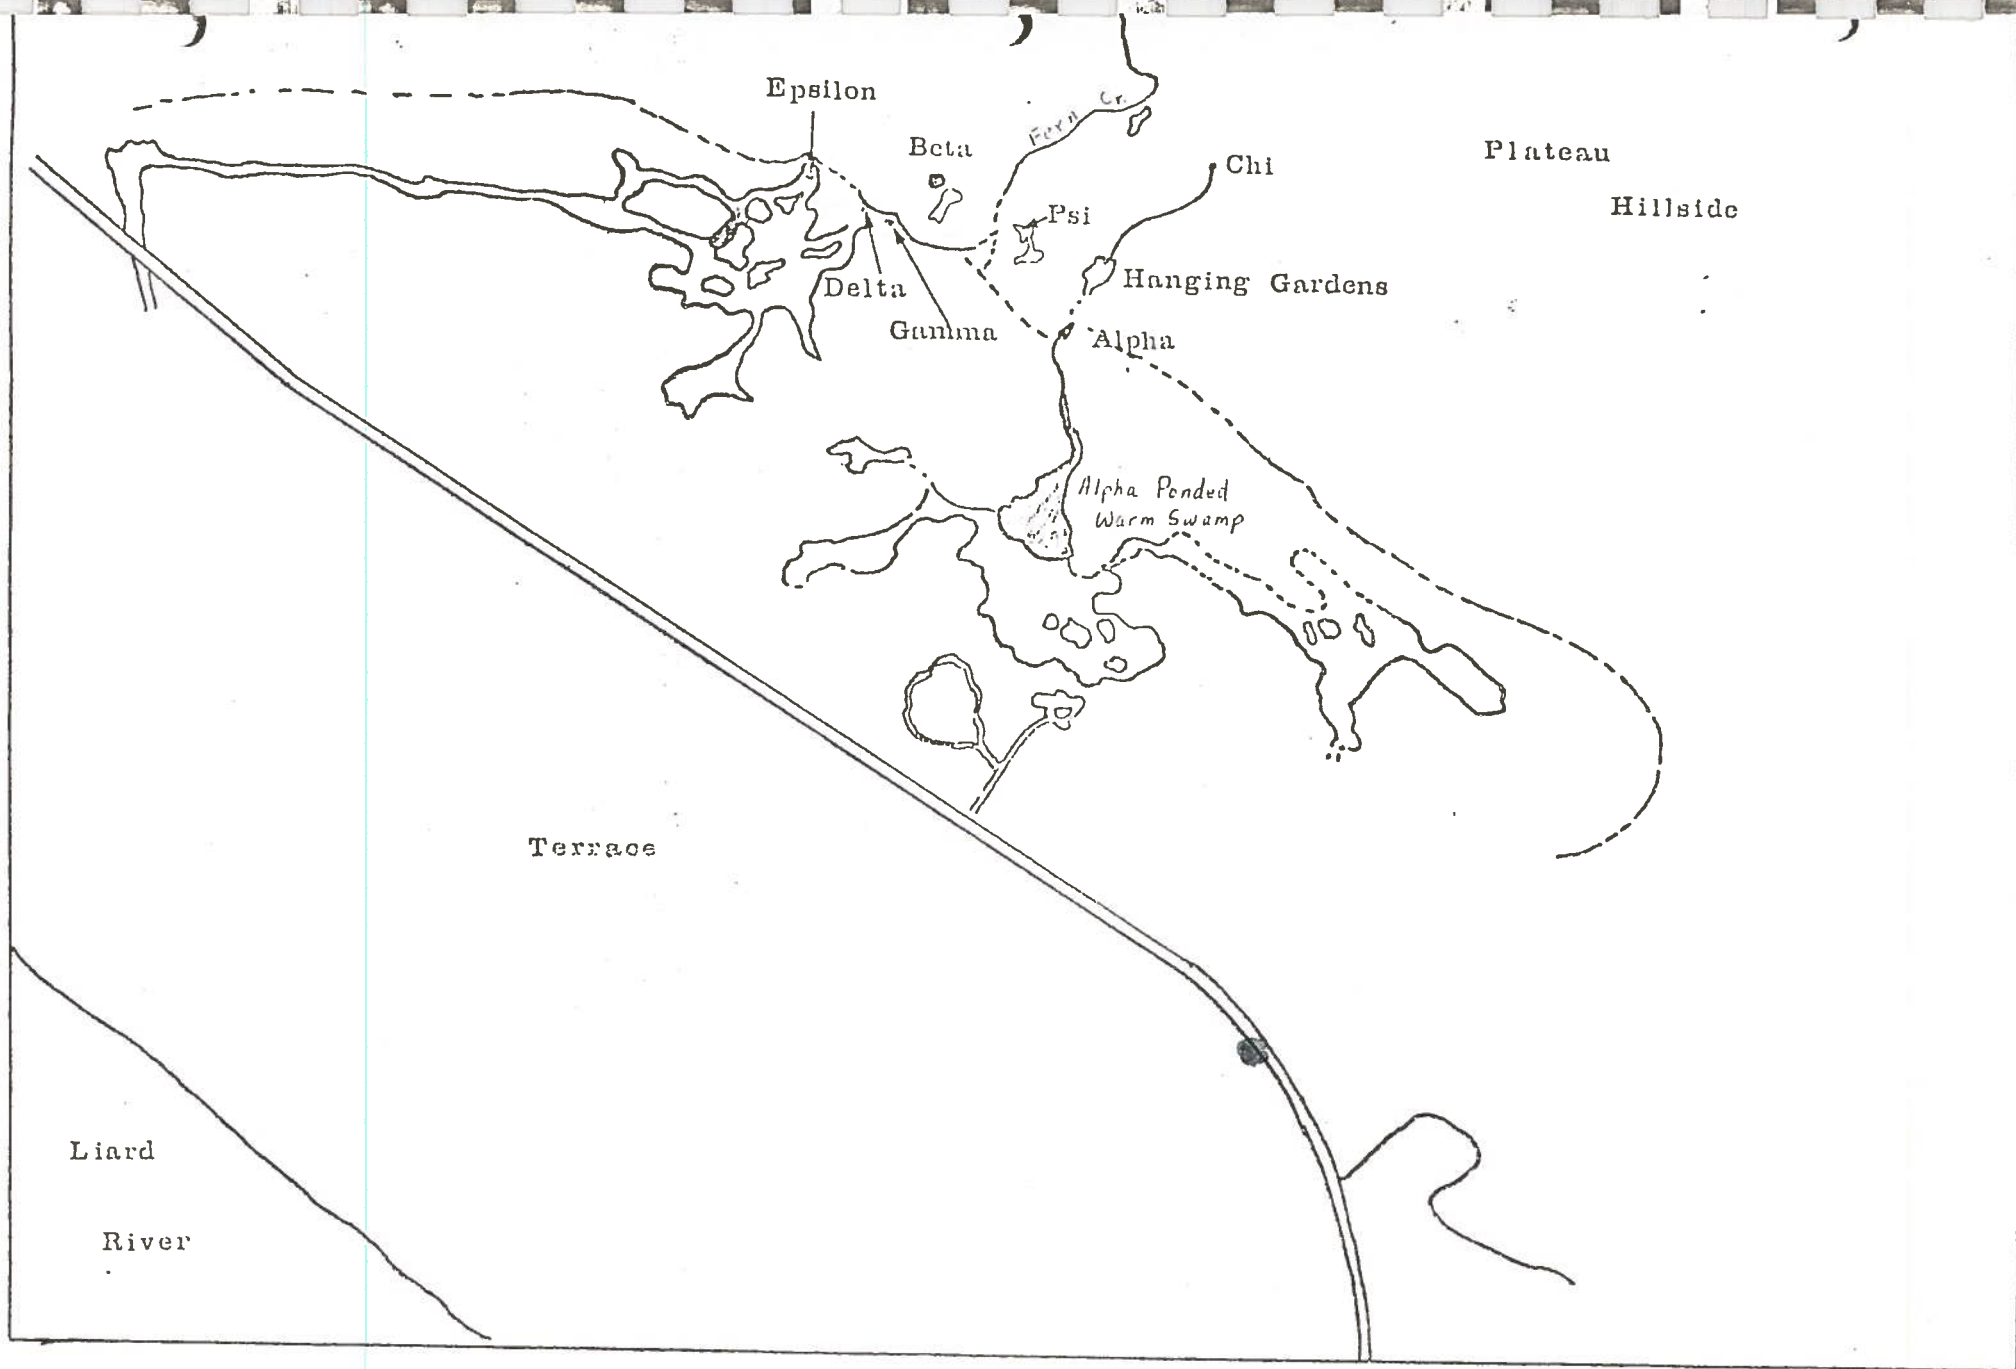 Epsilon
Fern Cr.
Beta
Chi
Plateau
Psi
Hillside
Hanging Gardens
Delta
Gamma
Alpha
Alpha Ponded
Warm Swamp
Terrace
Liard
River